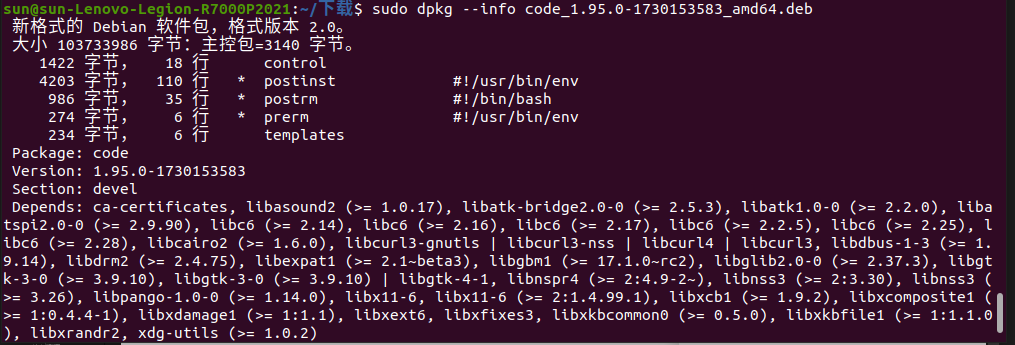 sun@sun-Lenovo-Legion-R7000P2021:~/下载$ sudo dpkg --info code_1.95.0-1730153583_amd64.deb
新格式的 Debian 软件包，格式版本 2.0。
大小 103733986 字节：主控包=3140 字节。
1422 字节， 18 行 control
4203 字节， 110 行 * postinst #!/usr/bin/env
986 字节， 35 行 * postrm #!/bin/bash
274 字节， 6 行 * prerm #!/usr/bin/env
234 字节， 6 行 templates
Package: code
Version: 1.95.0-1730153583
Section: devel
Depends: ca-certificates, libasound2 (>= 1.0.17), libatk-bridge2.0-0 (>= 2.5.3), libatk1.0-0 (>= 2.2.0), liba
tspi2.0-0 (>= 2.9.90), libc6 (>= 2.14), libc6 (>= 2.16), libc6 (>= 2.17), libc6 (>= 2.2.5), libc6 (>= 2.25), l
ibc6 (>= 2.28), libcairo2 (>= 1.6.0), libcurl3-gnutls | libcurl3-nss | libcurl4 | libcurl3, libdbus-1-3 (>= 1.
9.14), libdrm2 (>= 2.4.75), libexpat1 (>= 2.1~beta3), libgbm1 (>= 17.1.0~rc2), libglib2.0-0 (>= 2.37.3), libgt
k-3-0 (>= 3.9.10), libgtk-3-0 (>= 3.9.10) | libgtk-4-1, libnspr4 (>= 2:4.9-2~), libnss3 (>= 2:3.30), libnss3 (
>= 3.26), libpango-1.0-0 (>= 1.14.0), libx11-6, libx11-6 (>= 2:1.4.99.1), libxcb1 (>= 1.9.2), libxcomposite1 (
>= 1:0.4.4-1), libxdamage1 (>= 1:1.1), libxext6, libxfixes3, libxkbcommon0 (>= 0.5.0), libxkbfile1 (>= 1:1.1.0
), libxrandr2, xdg-utils (>= 1.0.2)